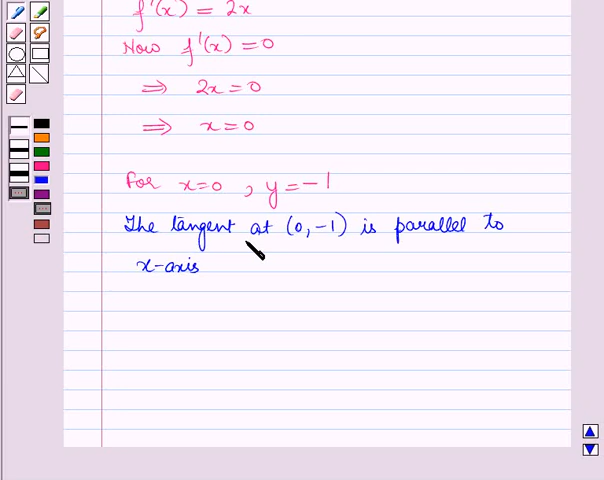 f'(x) = 2x
Now f'(x) = 0
⟹ 2x = 0
⟹ x = 0
For x=0 , y = -1
The tangent at (0, -1) is parallel to
x-axis